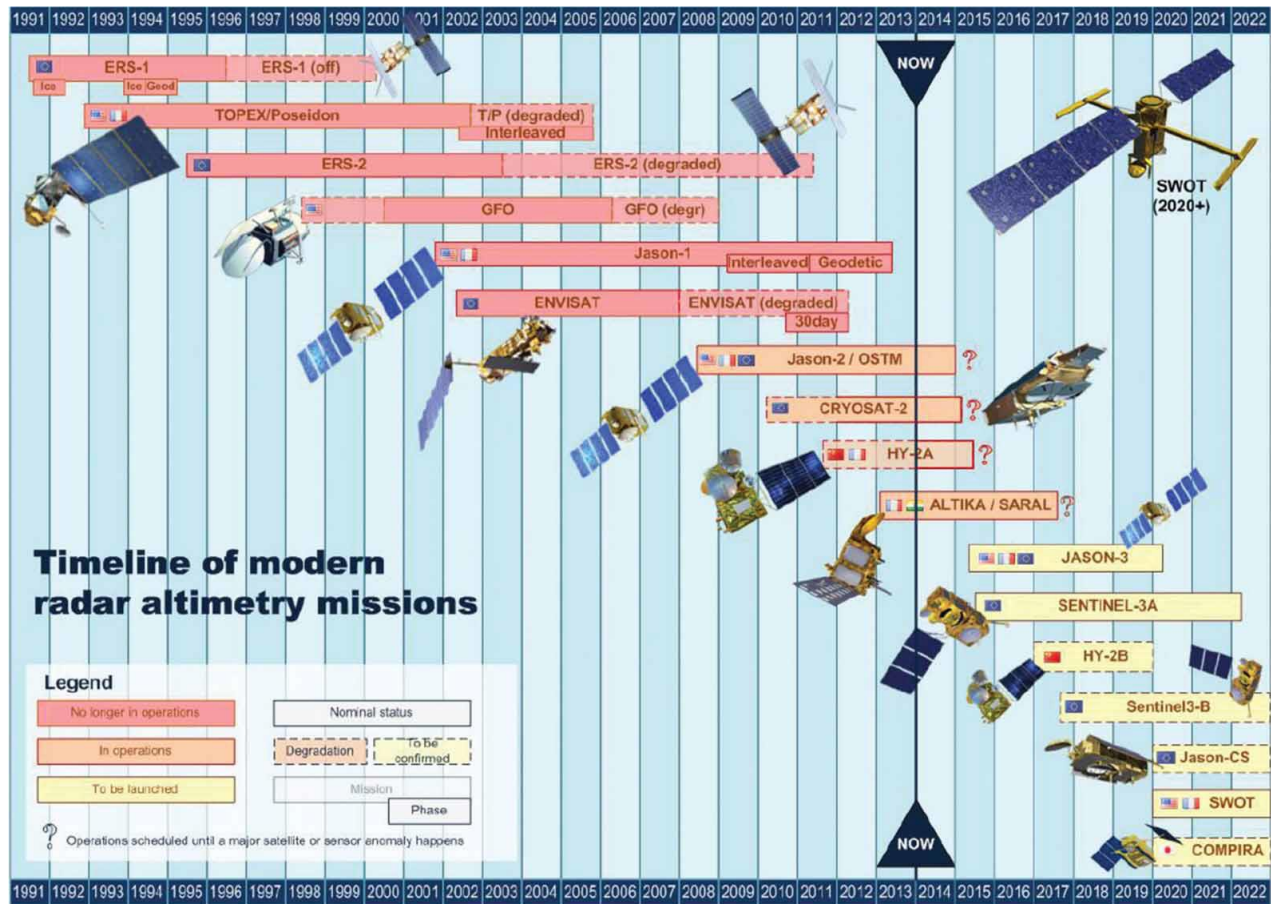 1991 1992 1993 1994 1995 1996 1997 1998 1999 2000 2001 2002 2003 2004 2005 2006 2007 2008 2009 2010 2011 2012 2013 2014 2015 2016 2017 2018 2019 2020 2021 2022
NOW
ERS-1 ERS-1 (off)
Ice Ice Geod
TOPEX/Poseidon T/P (degraded)
Interleaved
ERS-2 ERS-2 (degraded)
SWOT
(2020+)
GFO GFO (degr)
Jason-1
Interleaved Geodetic
ENVISAT ENVISAT (degraded)
30day
Jason-2 / OSTM ?
CRYOSAT-2 ?
HY-2A ?
ALTIKA / SARAL ?
JASON-3
SENTINEL-3A
HY-2B
Sentinel3-B
Jason-CS
SWOT
COMPIRA
Timeline of modern
radar altimetry missions
Legend
No longer in operations Nominal status
In operations Degradation To be
confirmed
To be launched Mission
Phase
? Operations scheduled until a major satellite or sensor anomaly happens
NOW
1991 1992 1993 1994 1995 1996 1997 1998 1999 2000 2001 2002 2003 2004 2005 2006 2007 2008 2009 2010 2011 2012 2013 2014 2015 2016 2017 2018 2019 2020 2021 2022